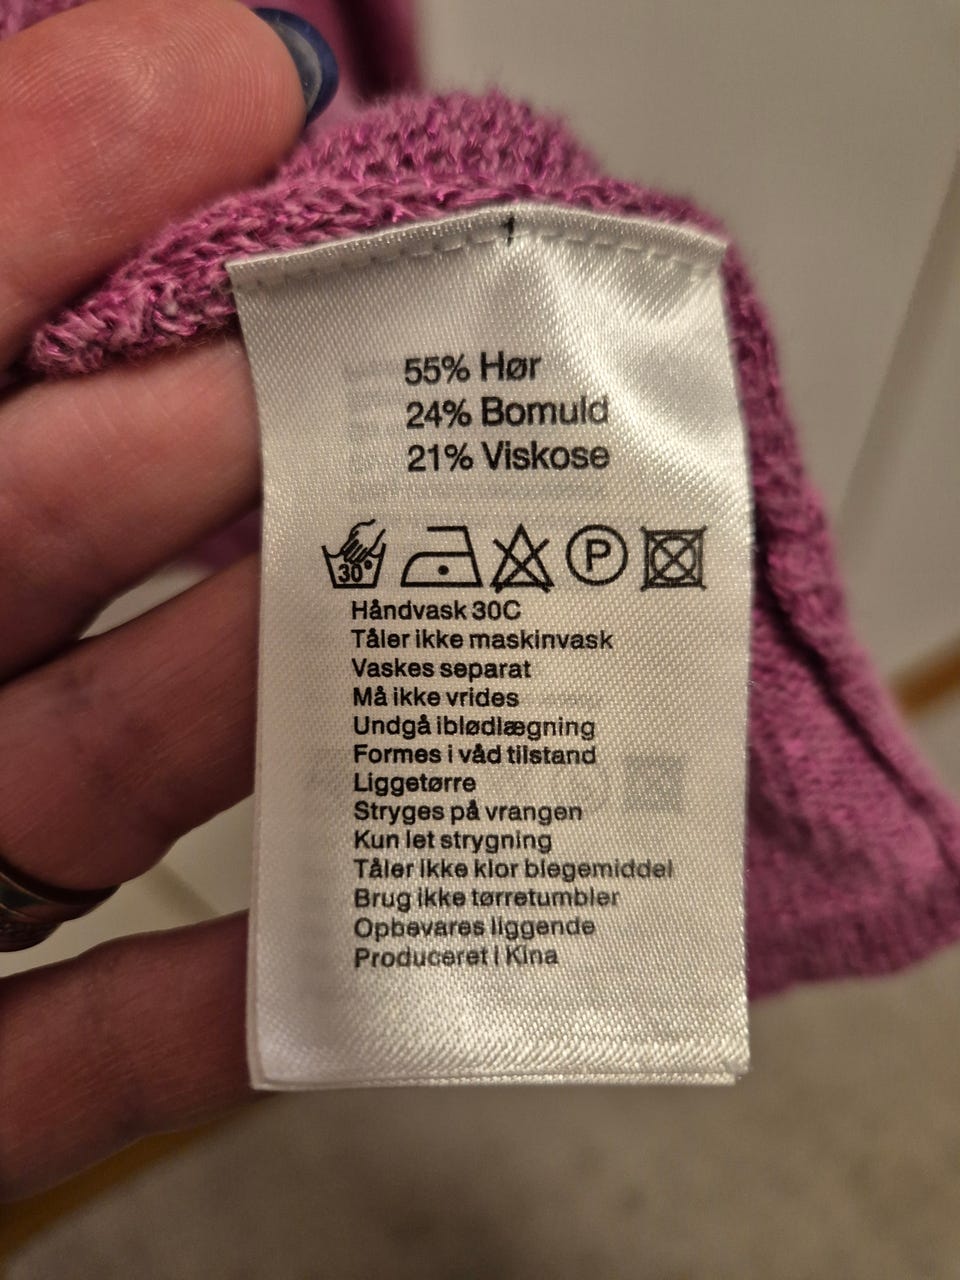 55% Hør
24% Bomuld
21% Viskose
30° P
Håndvask 30C
Tåler ikke maskinvask
Vaskes separat
Må ikke vrides
Undgå iblødlægning
Formes i våd tilstand
Liggetørre
Stryges på vrangen
Kun let strygning
Tåler ikke klor blegemiddel
Brug ikke tørretumbler
Opbevares liggende
Produceret i Kina